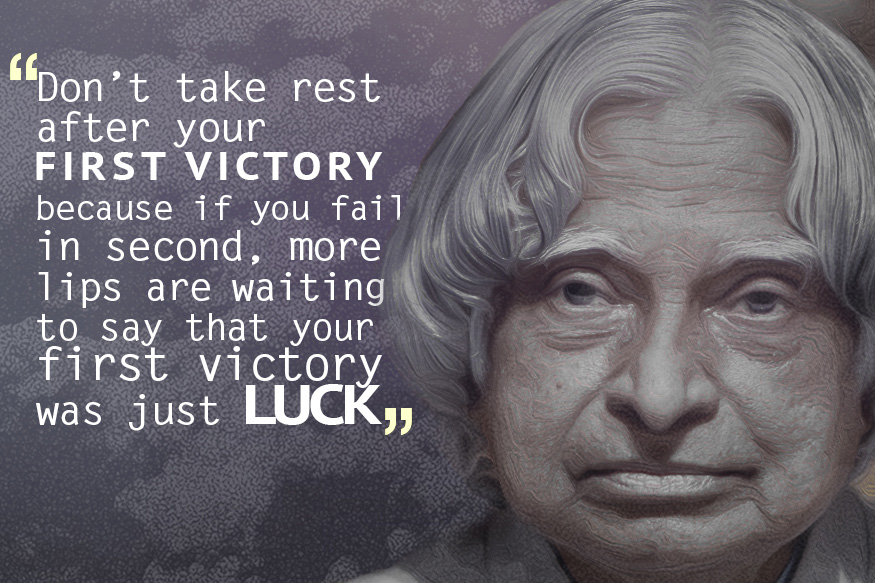 “Don’t take rest
after your
FIRST VICTORY
because if you fail
in second, more
lips are waiting
to say that your
first victory
was just LUCK„